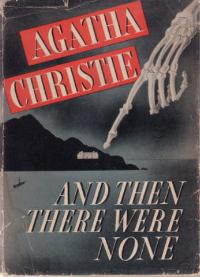 AGATHA
CHRISTIE
AND THEN
THERE WERE
NONE